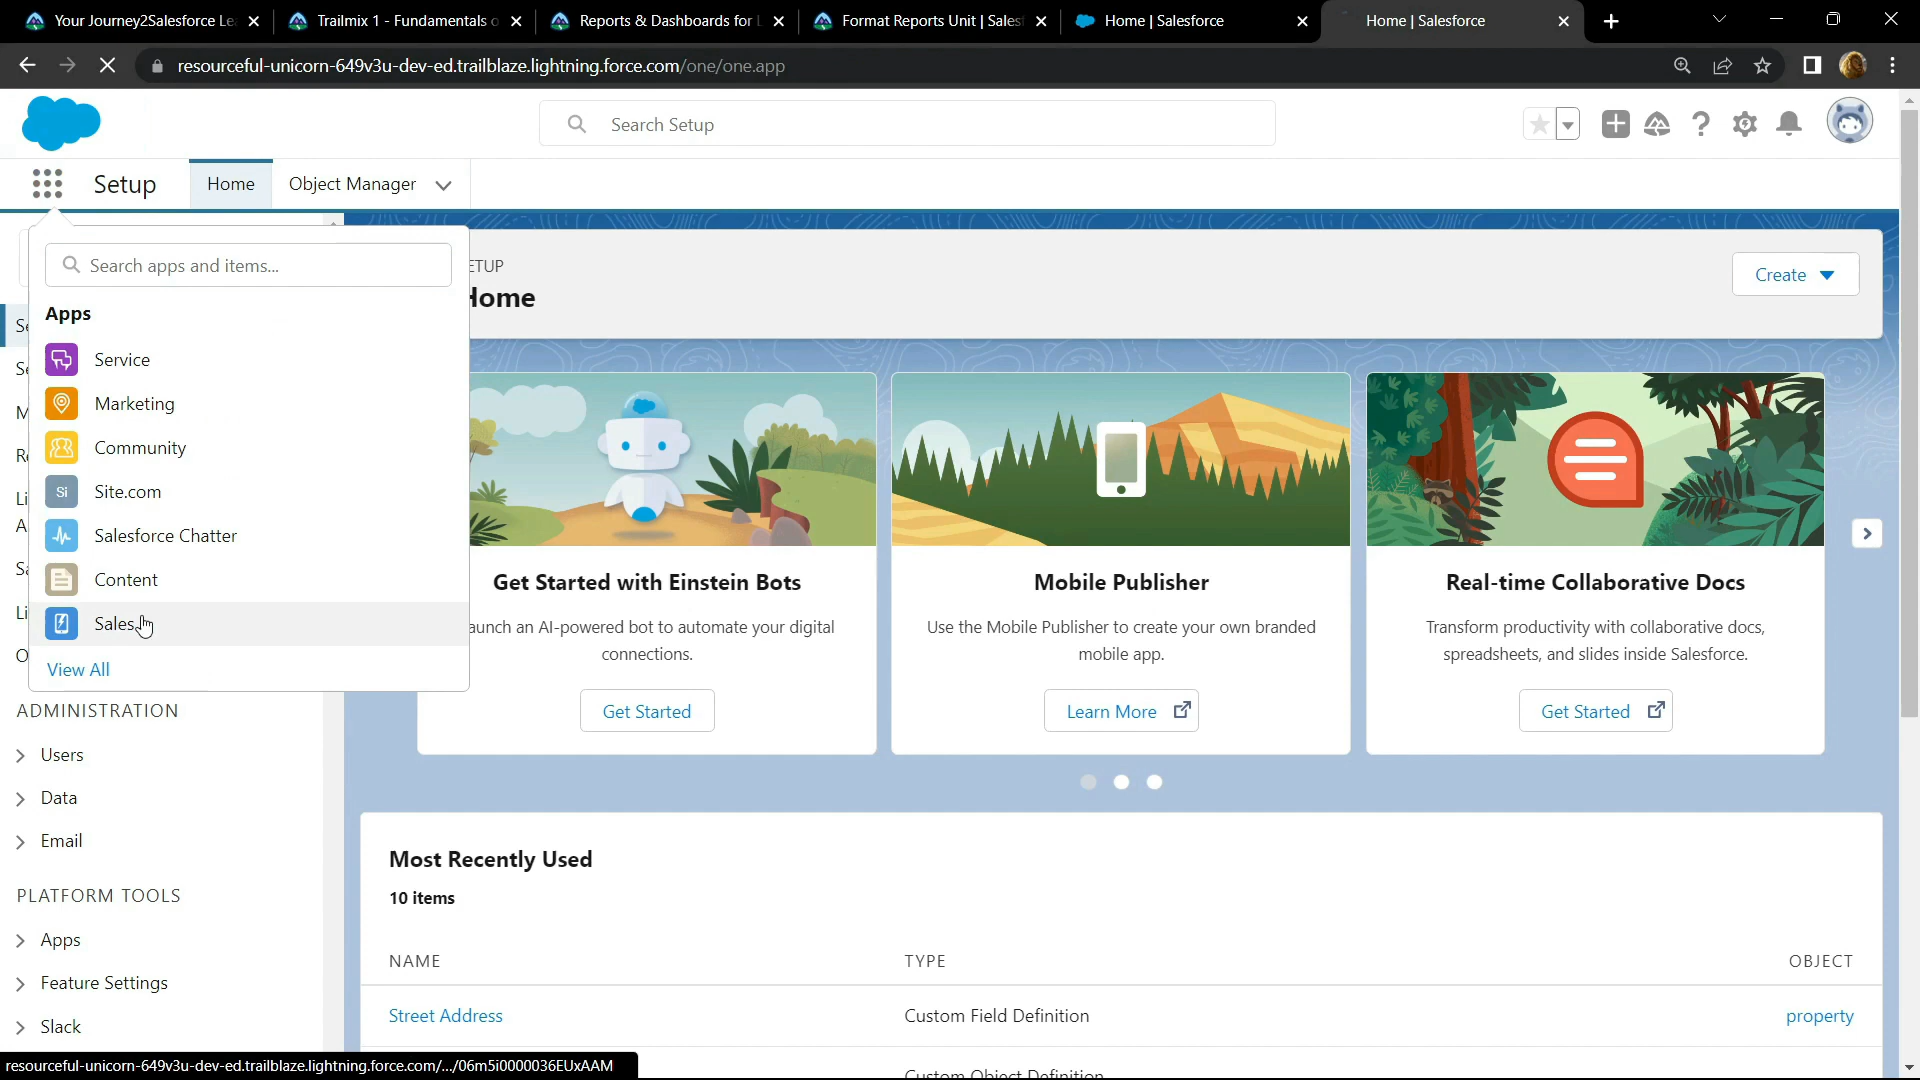 Your Journey2Salesforce Le
Trailmix 1 - Fundamentals o
Reports & Dashboards for L
Format Reports Unit | Salesf
Home | Salesforce
Home | Salesforce
resourceful-unicorn-649v3u-dev-ed.trailblaze.lightning.force.com/one/one.app
Search Setup
Setup
Home
Object Manager
Search apps and items...
Apps
Service
Marketing
Community
Si
Site.com
Salesforce Chatter
Content
Sales
View All
Se
Se
M
Li
A
Sa
Li
O
ETUP
Home
Create
Get Started with Einstein Bots
aunch an AI-powered bot to automate your digital
connections.
Get Started
Mobile Publisher
Use the Mobile Publisher to create your own branded
mobile app.
Learn More
Real-time Collaborative Docs
Transform productivity with collaborative docs,
spreadsheets, and slides inside Salesforce.
Get Started
ADMINISTRATION
Users
Data
Email
PLATFORM TOOLS
Apps
Feature Settings
Slack
Most Recently Used
10 items
NAME
TYPE
OBJECT
Street Address
Custom Field Definition
property
Custom Object Definition
resourceful-unicorn-649v3u-dev-ed.trailblaze.lightning.force.com/.../06m5i0000036EUxAAM